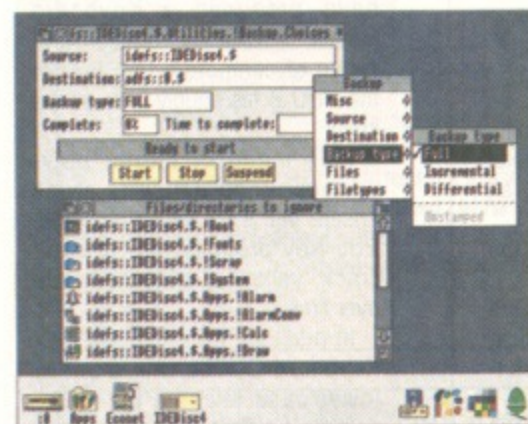 idefs::IDEDisc4.$.Utilities.!Backup.Choices *
Source: idefs::IDEDisc4.$
Destination: adfs::0.$
Backup type: FULL
Complete: 0% Time to complete:
Ready to start
Start Stop Suspend
Backup
Misc
Source
Destination
Backup type
Files
Filetypes
Backup type
Full
Incremental
Differential
Unstamped
Files/directories to ignore
idefs::IDEDisc4.$.!Boot
idefs::IDEDisc4.$.!Fonts
idefs::IDEDisc4.$.!Scrap
idefs::IDEDisc4.$.!System
idefs::IDEDisc4.$.Apps.!Alarm
idefs::IDEDisc4.$.Apps.!AlarmConv
idefs::IDEDisc4.$.Apps.!Calc
idefs::IDEDisc4.$.Apps.!Draw
:0 Apps Econet IDEDisc4